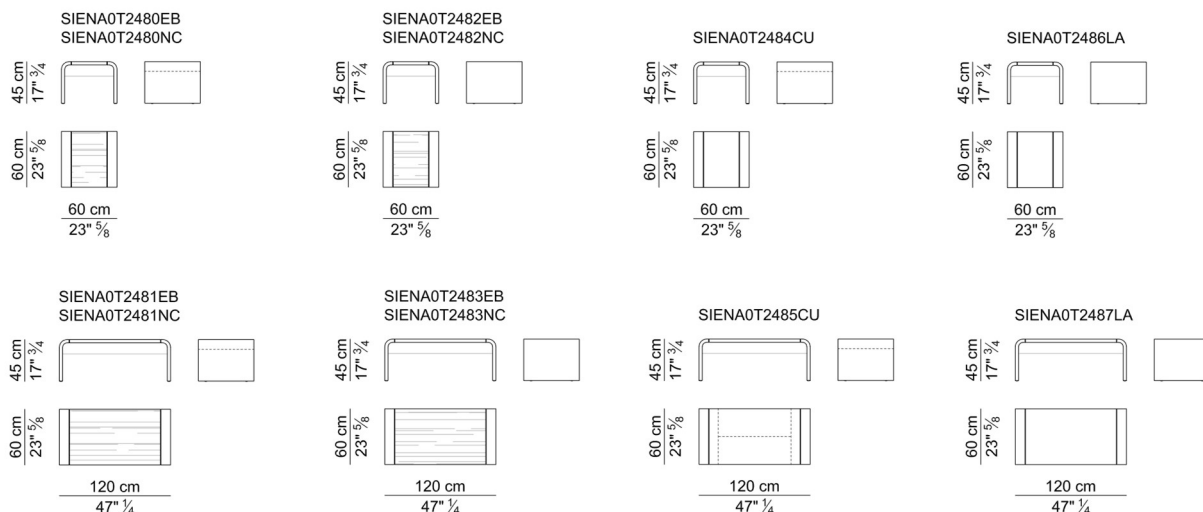 SIENA0T2480EB
SIENA0T2480NC
45 cm
17" 3/4
60 cm
23" 5/8
60 cm
23" 5/8
SIENA0T2482EB
SIENA0T2482NC
45 cm
17" 3/4
60 cm
23" 5/8
60 cm
23" 5/8
SIENA0T2484CU
45 cm
17" 3/4
60 cm
23" 5/8
60 cm
23" 5/8
SIENA0T2486LA
45 cm
17" 3/4
60 cm
23" 5/8
60 cm
23" 5/8
SIENA0T2481EB
SIENA0T2481NC
45 cm
17" 3/4
60 cm
23" 5/8
120 cm
47" 1/4
SIENA0T2483EB
SIENA0T2483NC
45 cm
17" 3/4
60 cm
23" 5/8
120 cm
47" 1/4
SIENA0T2485CU
45 cm
17" 3/4
60 cm
23" 5/8
120 cm
47" 1/4
SIENA0T2487LA
45 cm
17" 3/4
60 cm
23" 5/8
120 cm
47" 1/4